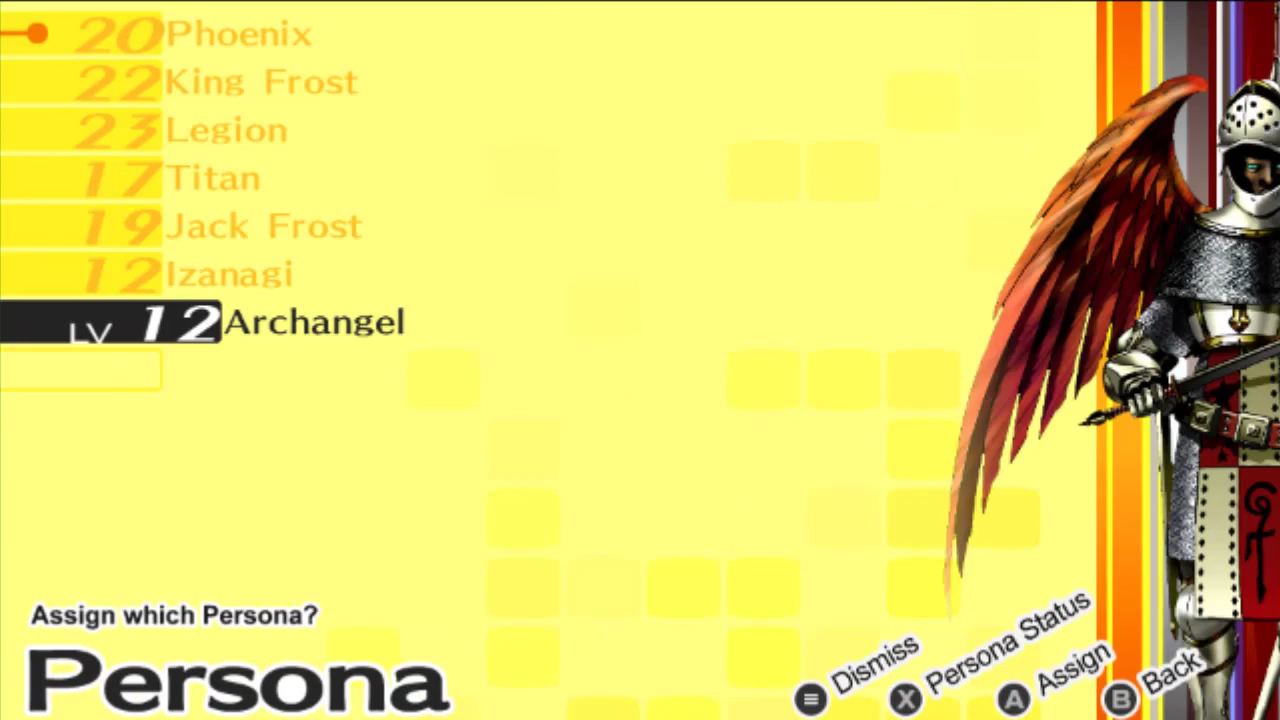 20 Phoenix
22 King Frost
23 Legion
17 Titan
19 Jack Frost
12 Izanagi
LV 12 Archangel
Assign which Persona?
Persona
Dismiss
X Persona Status
A Assign
B Back